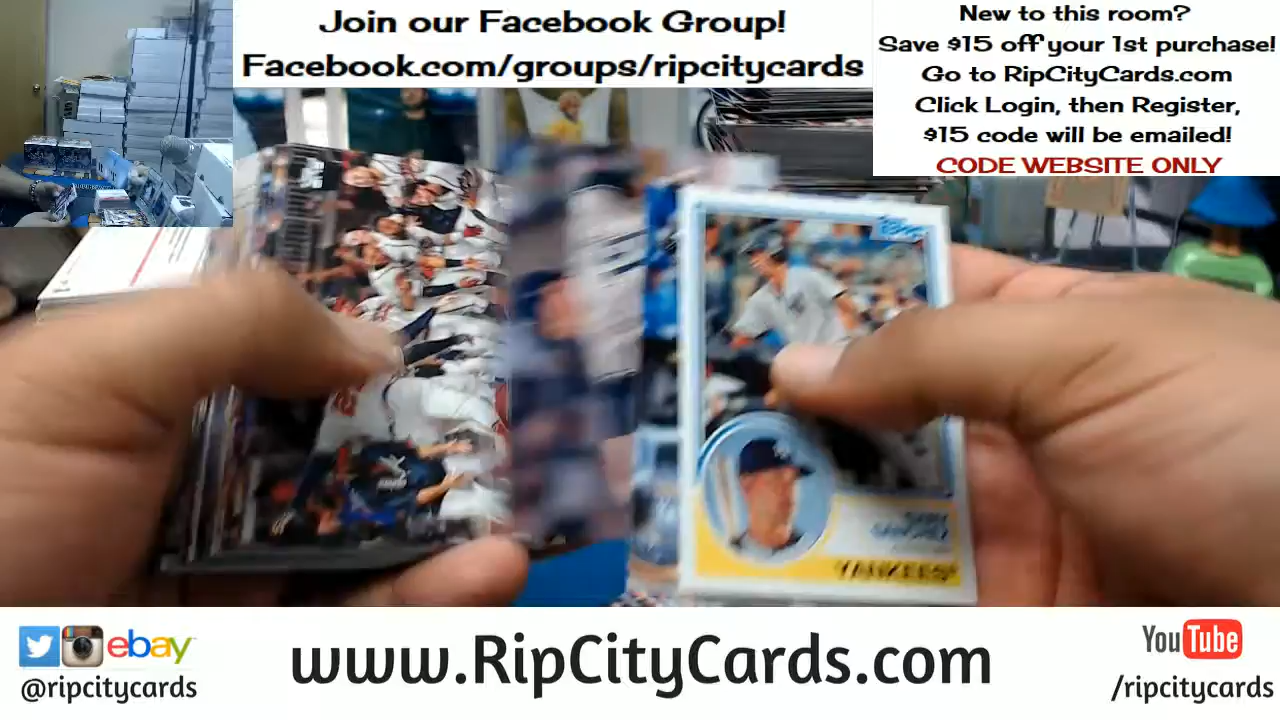 Join our Facebook Group!
Facebook.com/groups/ripcitycards
New to this room?
Save $15 off your 1st purchase!
Go to RipCityCards.com
Click Login, then Register,
$15 code will be emailed!
CODE WEBSITE ONLY
Topps
SANCHEZ
YANKEES
ebay
@ripcitycards
www.RipCityCards.com
YouTube
/ripcitycards